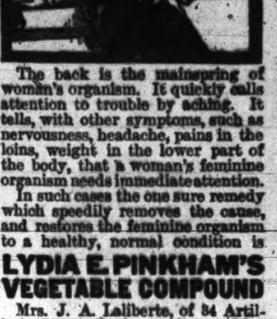 The back is the mainspring of
woman's organism. It quickly calls
attention to trouble by aching. It
tells, with other symptoms, such as
nervousness, headache, pains in the
loins, weight in the lower part of
the body, that a woman's feminine
organism needs immediate attention.
In such cases the one sure remedy
which speedily removes the cause,
and restores the feminine organism
to a healthy, normal condition is
LYDIA E. PINKHAM'S
VEGETABLE COMPOUND
Mrs. J. A. Laliberte, of 34 Artil-